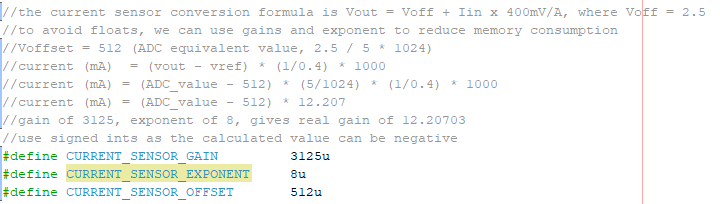 //the current sensor conversion formula is Vout = Voff + Iin x 400mV/A, where Voff = 2.5
//to avoid floats, we can use gains and exponent to reduce memory consumption
//Voffset = 512 (ADC equivalent value, 2.5 / 5 * 1024)
//current (mA)  = (vout - vref) * (1/0.4) * 1000
//current (mA) = (ADC_value - 512) * (5/1024) * (1/0.4) * 1000
//current (mA) = (ADC_value - 512) * 12.207
//gain of 3125, exponent of 8, gives real gain of 12.20703
//use signed ints as the calculated value can be negative
#define CURRENT_SENSOR_GAIN 3125u
#define CURRENT_SENSOR_EXPONENT 8u
#define CURRENT_SENSOR_OFFSET 512u